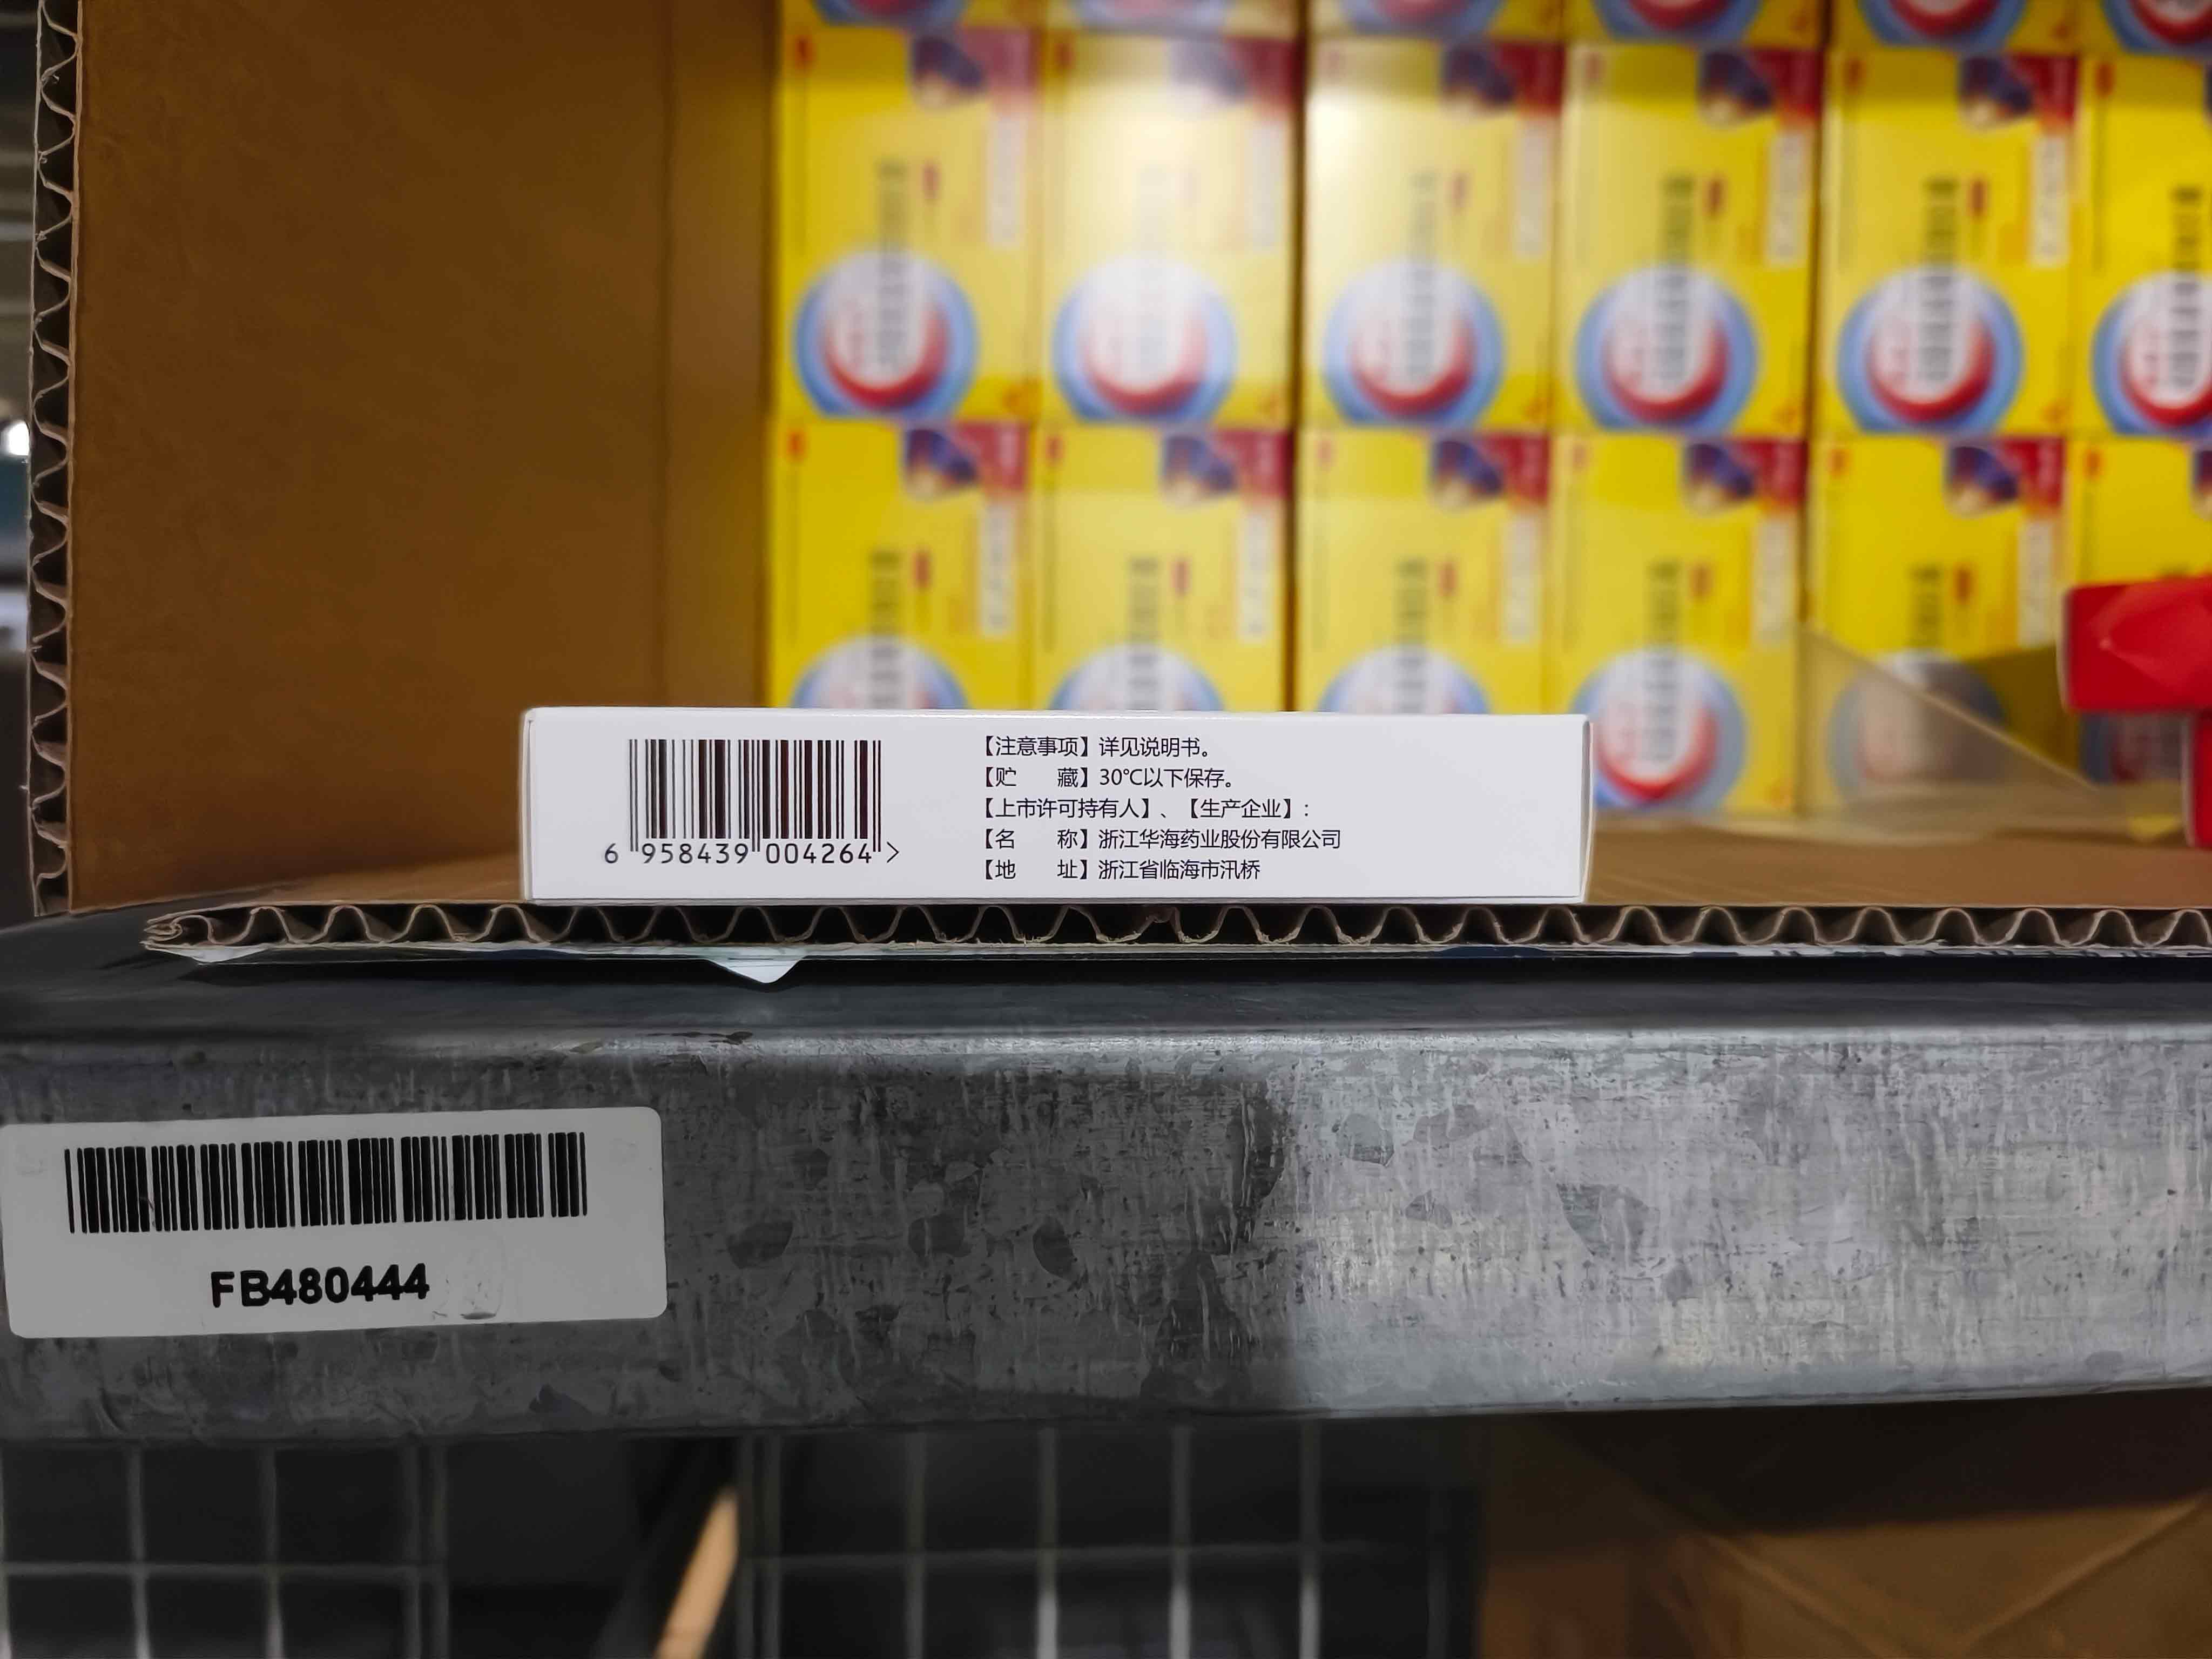 【注意事项】详见说明书。
【贮　　藏】30℃以下保存。
【上市许可持有人】、【生产企业】:
【名　　称】浙江华海药业股份有限公司
【地　　址】浙江省临海市汛桥
6 958439 004264 >
FB480444